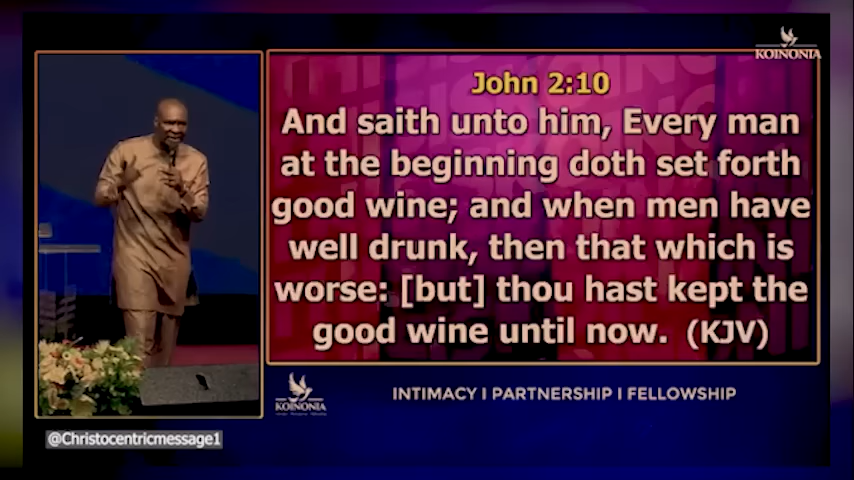 KOINONIA
John 2:10
And saith unto him, Every man
at the beginning doth set forth
good wine; and when men have
well drunk, then that which is
worse: [but] thou hast kept the
good wine until now. (KJV)
KOINONIA
INTIMACY I PARTNERSHIP I FELLOWSHIP
@Christocentricmessage1